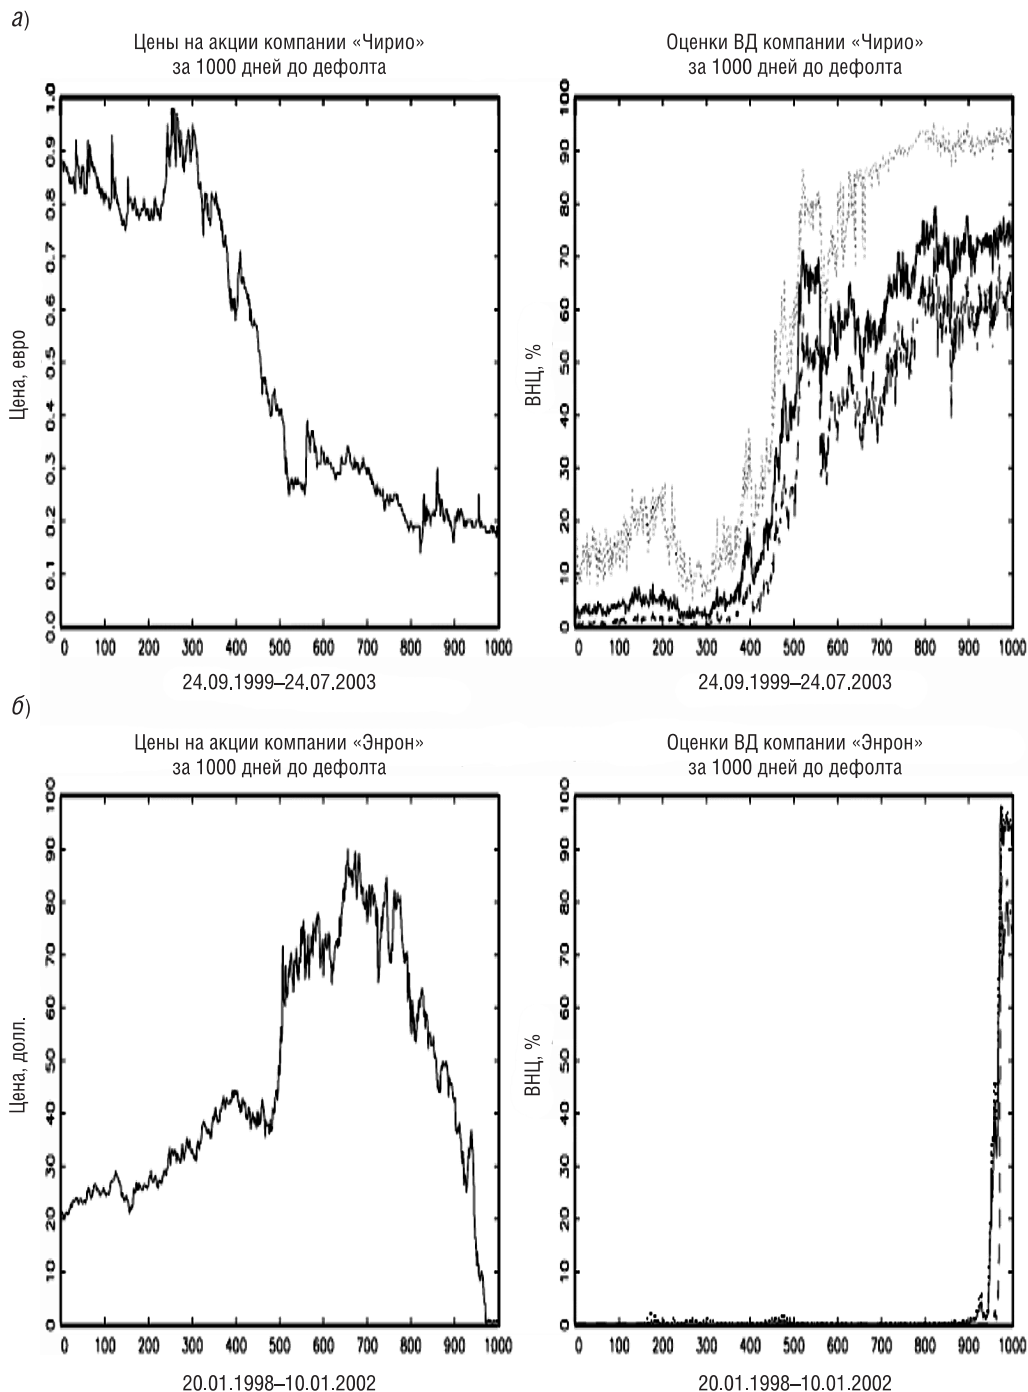 а)
Цены на акции компании «Чирио»
за 1000 дней до дефолта
Цена, евро
1.0
0.9
0.8
0.7
0.6
0.5
0.4
0.3
0.2
0.1
0.0
0 100 200 300 400 500 600 700 800 900 1000
24.09.1999–24.07.2003
Оценки ВД компании «Чирио»
за 1000 дней до дефолта
ВНЦ, %
100
90
80
70
60
50
40
30
20
10
0
0 100 200 300 400 500 600 700 800 900 1000
24.09.1999–24.07.2003
б)
Цены на акции компании «Энрон»
за 1000 дней до дефолта
Цена, долл.
100
90
80
70
60
50
40
30
20
10
0
0 100 200 300 400 500 600 700 800 900 1000
20.01.1998–10.01.2002
Оценки ВД компании «Энрон»
за 1000 дней до дефолта
ВНЦ, %
100
90
80
70
60
50
40
30
20
10
0
0 100 200 300 400 500 600 700 800 900 1000
20.01.1998–10.01.2002